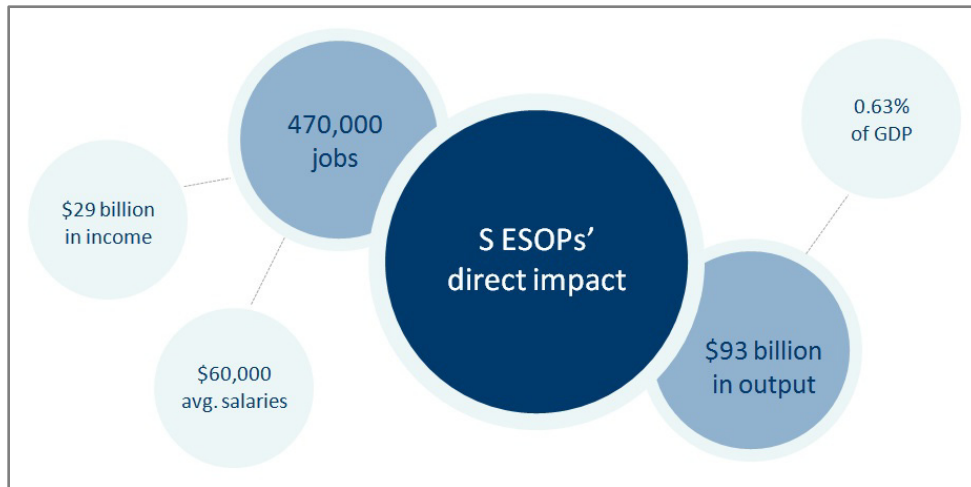 470,000
jobs
$29 billion
in income
$60,000
avg. salaries
S ESOPs’
direct impact
0.63%
of GDP
$93 billion
in output